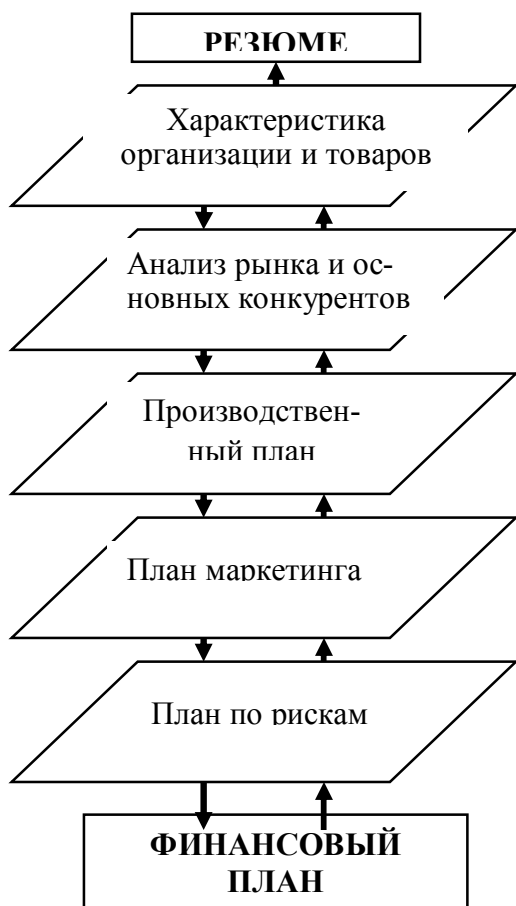 РЕЗЮМЕ
Характеристика
организации и товаров
Анализ рынка и ос-
новных конкурентов
Производствен-
ный план
План маркетинга
План по рискам
ФИНАНСОВЫЙ
ПЛАН